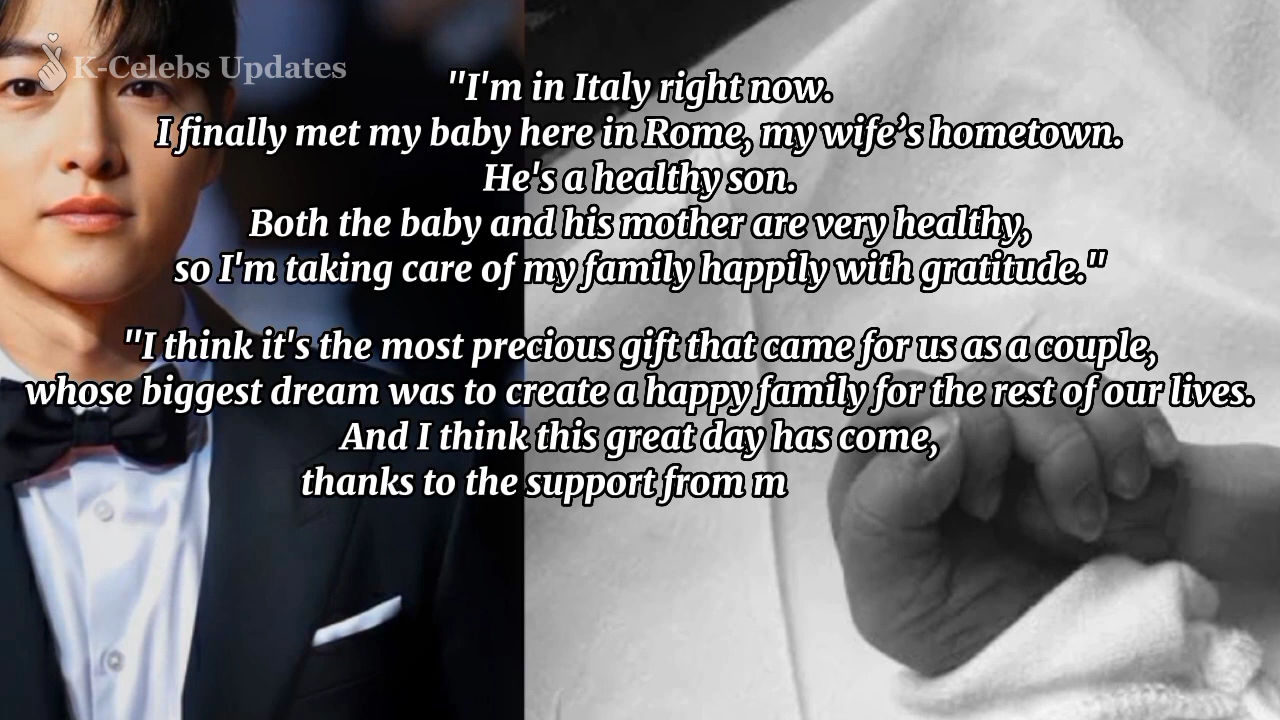 K-Celebs Updates
"I'm in Italy right now.
I finally met my baby here in Rome, my wife’s hometown.
He's a healthy son.
Both the baby and his mother are very healthy,
so I'm taking care of my family happily with gratitude."
"I think it's the most precious gift that came for us as a couple,
whose biggest dream was to create a happy family for the rest of our lives.
And I think this great day has come,
thanks to the support from m